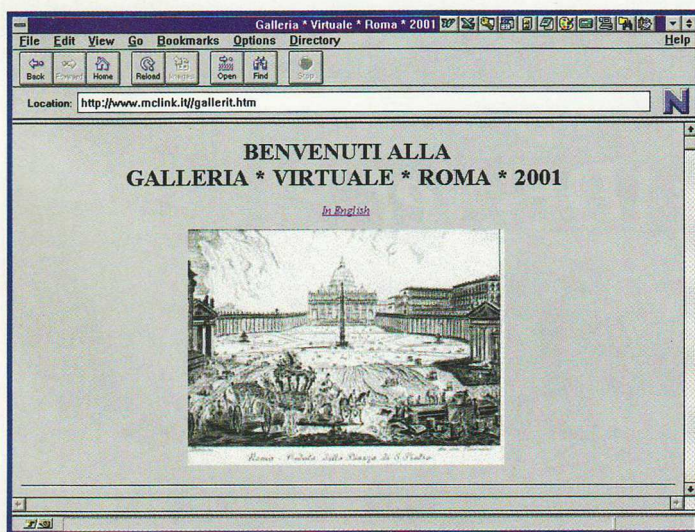 Galleria * Virtuale * Roma * 2001
File Edit View Go Bookmarks Options Directory Help
Back Forward Home Reload Images Open Find Stop
Location: http://www.mclink.it//gallerit.htm
N
BENVENUTI ALLA
GALLERIA * VIRTUALE * ROMA * 2001
In English
Roma - Veduta della Piazza di S. Pietro